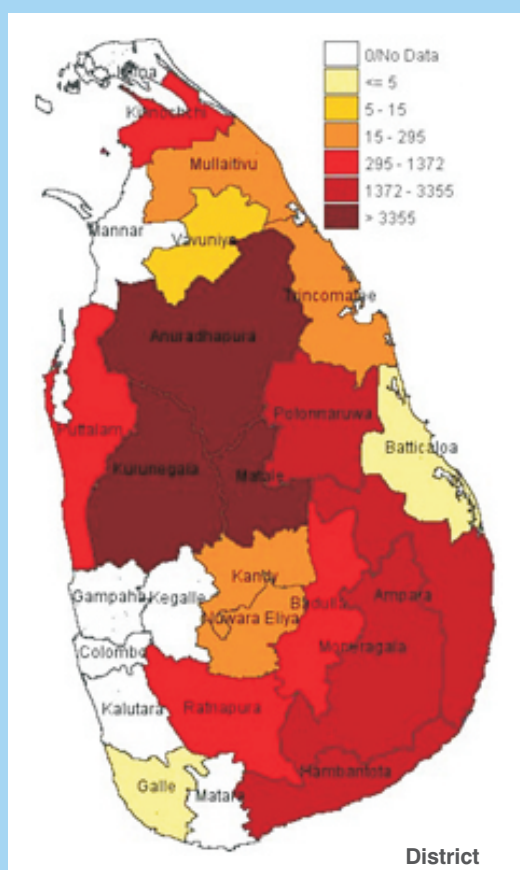 0/No Data
<= 5
5 - 15
15 - 295
295 - 1372
1372 - 3355
> 3355
Kilinochchi
Mullaitivu
Mannar
Vavuniya
Trincomalee
Anuradhapura
Polonnaruwa
Puttalam
Batticaloa
Kurunegala
Matale
Kandy
Gampaha
Kegalle
Badulla
Ampara
Nuwara Eliya
Colombo
Moneragala
Kalutara
Ratnapura
Hambantota
Galle
Matara
District